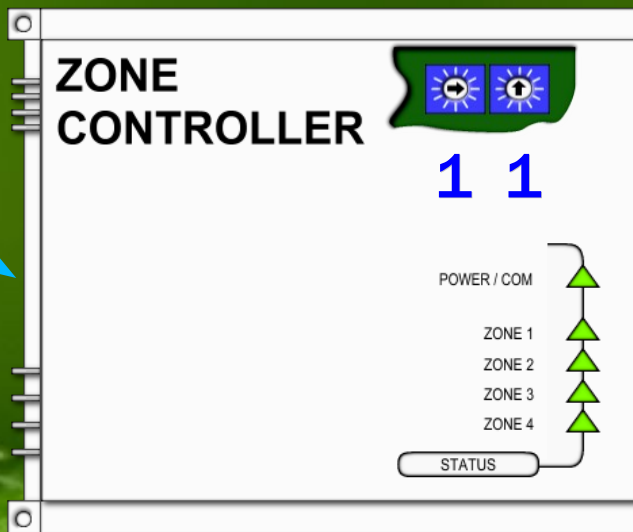 ZONE
CONTROLLER
1 1
POWER / COM
ZONE 1
ZONE 2
ZONE 3
ZONE 4
STATUS